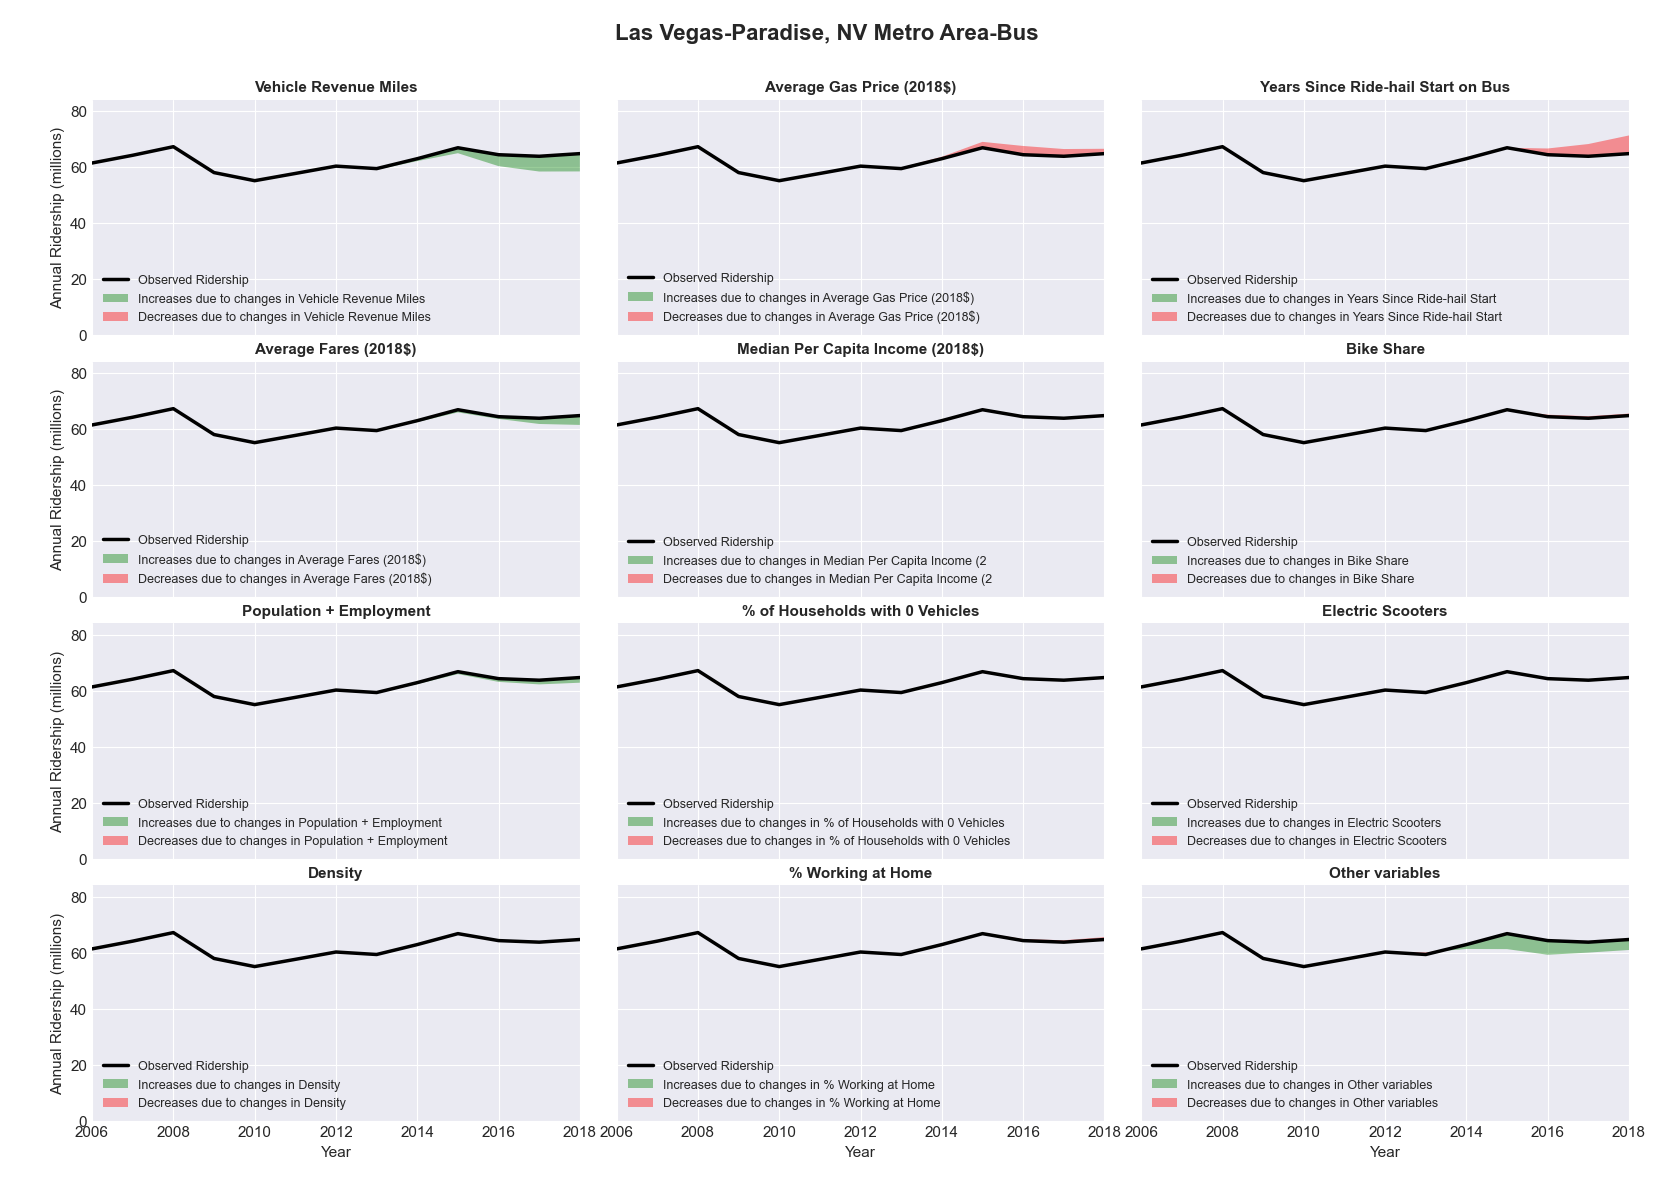 Las Vegas-Paradise, NV Metro Area-Bus
Vehicle Revenue Miles
Annual Ridership (millions)
80
60
40
20
0
Observed Ridership
Increases due to changes in Vehicle Revenue Miles
Decreases due to changes in Vehicle Revenue Miles
Average Gas Price (2018$)
Observed Ridership
Increases due to changes in Average Gas Price (2018$)
Decreases due to changes in Average Gas Price (2018$)
Years Since Ride-hail Start on Bus
Observed Ridership
Increases due to changes in Years Since Ride-hail Start
Decreases due to changes in Years Since Ride-hail Start
Average Fares (2018$)
Annual Ridership (millions)
80
60
40
20
0
Observed Ridership
Increases due to changes in Average Fares (2018$)
Decreases due to changes in Average Fares (2018$)
Median Per Capita Income (2018$)
Observed Ridership
Increases due to changes in Median Per Capita Income (2
Decreases due to changes in Median Per Capita Income (2
Bike Share
Observed Ridership
Increases due to changes in Bike Share
Decreases due to changes in Bike Share
Population + Employment
Annual Ridership (millions)
80
60
40
20
0
Observed Ridership
Increases due to changes in Population + Employment
Decreases due to changes in Population + Employment
% of Households with 0 Vehicles
Observed Ridership
Increases due to changes in % of Households with 0 Vehicles
Decreases due to changes in % of Households with 0 Vehicles
Electric Scooters
Observed Ridership
Increases due to changes in Electric Scooters
Decreases due to changes in Electric Scooters
Density
Annual Ridership (millions)
80
60
40
20
0
Observed Ridership
Increases due to changes in Density
Decreases due to changes in Density
2006 2008 2010 2012 2014 2016 2018
Year
% Working at Home
Observed Ridership
Increases due to changes in % Working at Home
Decreases due to changes in % Working at Home
2006 2008 2010 2012 2014 2016 2018
Year
Other variables
Observed Ridership
Increases due to changes in Other variables
Decreases due to changes in Other variables
2006 2008 2010 2012 2014 2016 2018
Year